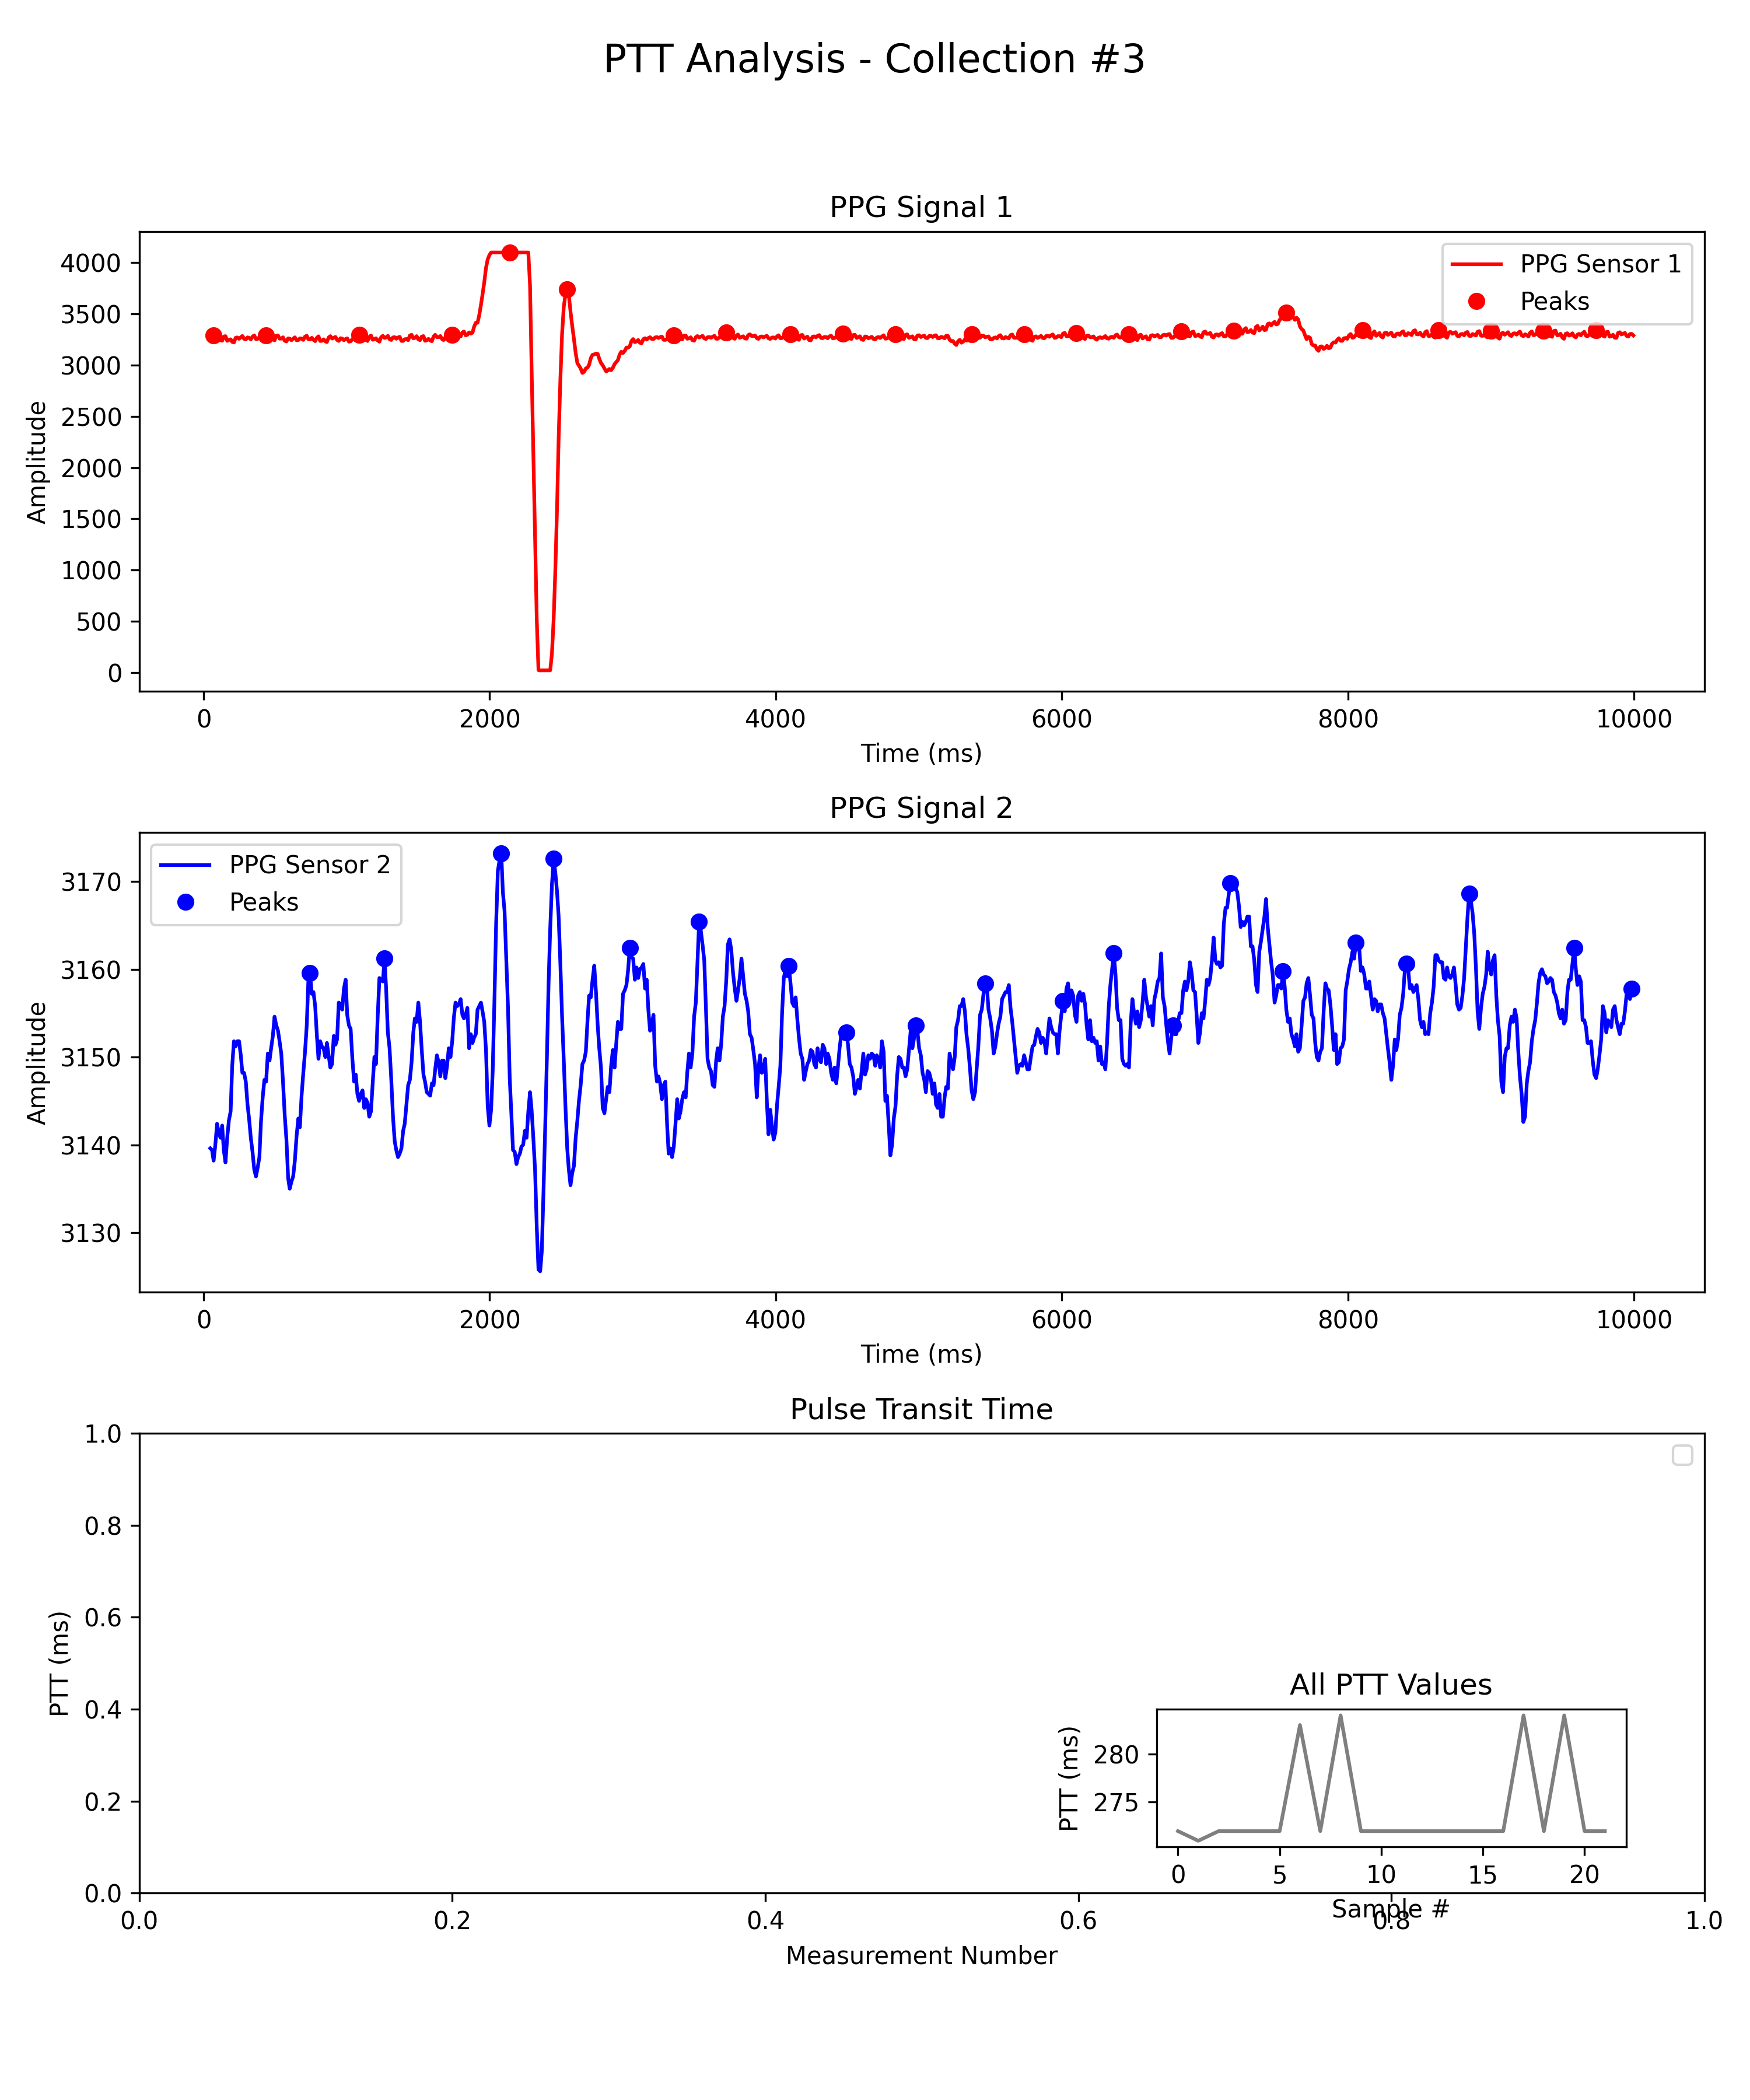 PTT Analysis - Collection #3
PPG Signal 1
PPG Sensor 1
Peaks
Amplitude
4000
3500
3000
2500
2000
1500
1000
500
0
0 2000 4000 6000 8000 10000
Time (ms)
PPG Signal 2
PPG Sensor 2
Peaks
Amplitude
3170
3160
3150
3140
3130
0 2000 4000 6000 8000 10000
Time (ms)
Pulse Transit Time
PTT (ms)
1.0
0.8
0.6
0.4
0.2
0.0
All PTT Values
PTT (ms)
280
275
0 5 10 15 20
Sample #
0.0 0.2 0.4 0.6 0.8 1.0
Measurement Number